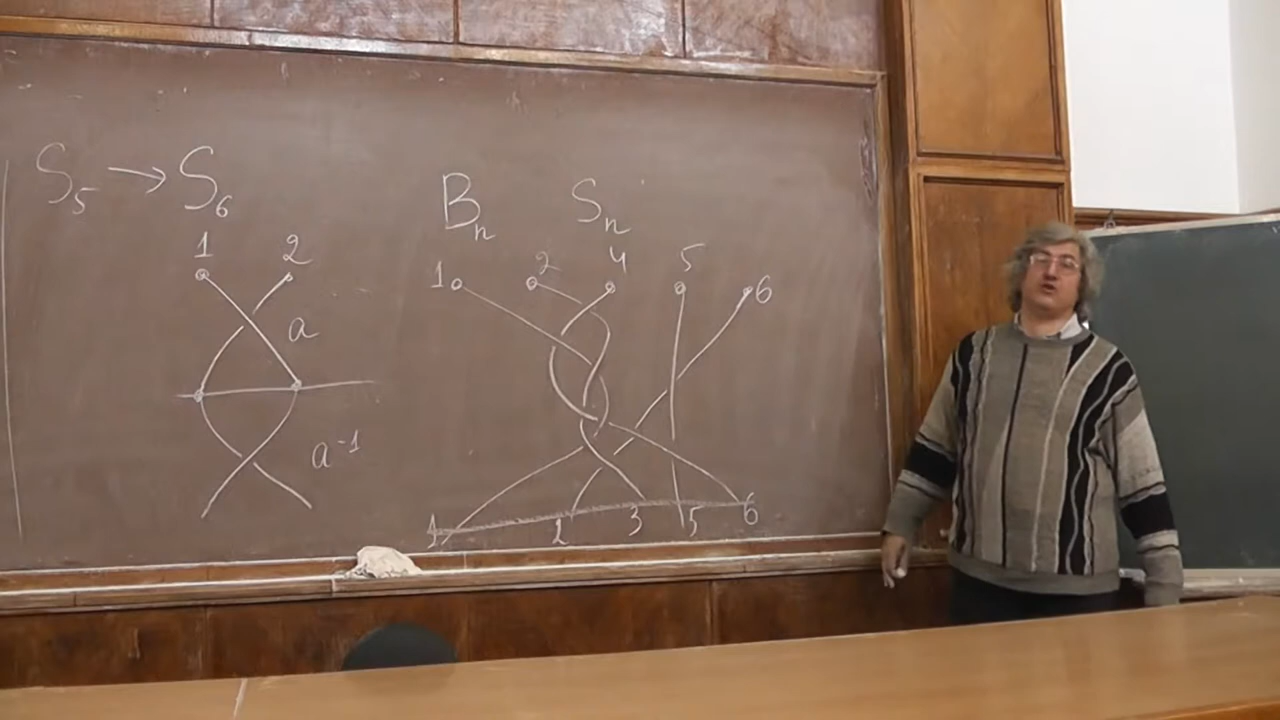 S₅ → S₆
Bₙ Sₙ
1 2
1 2 4 5 6
a
a⁻¹
1 2 3 5 6